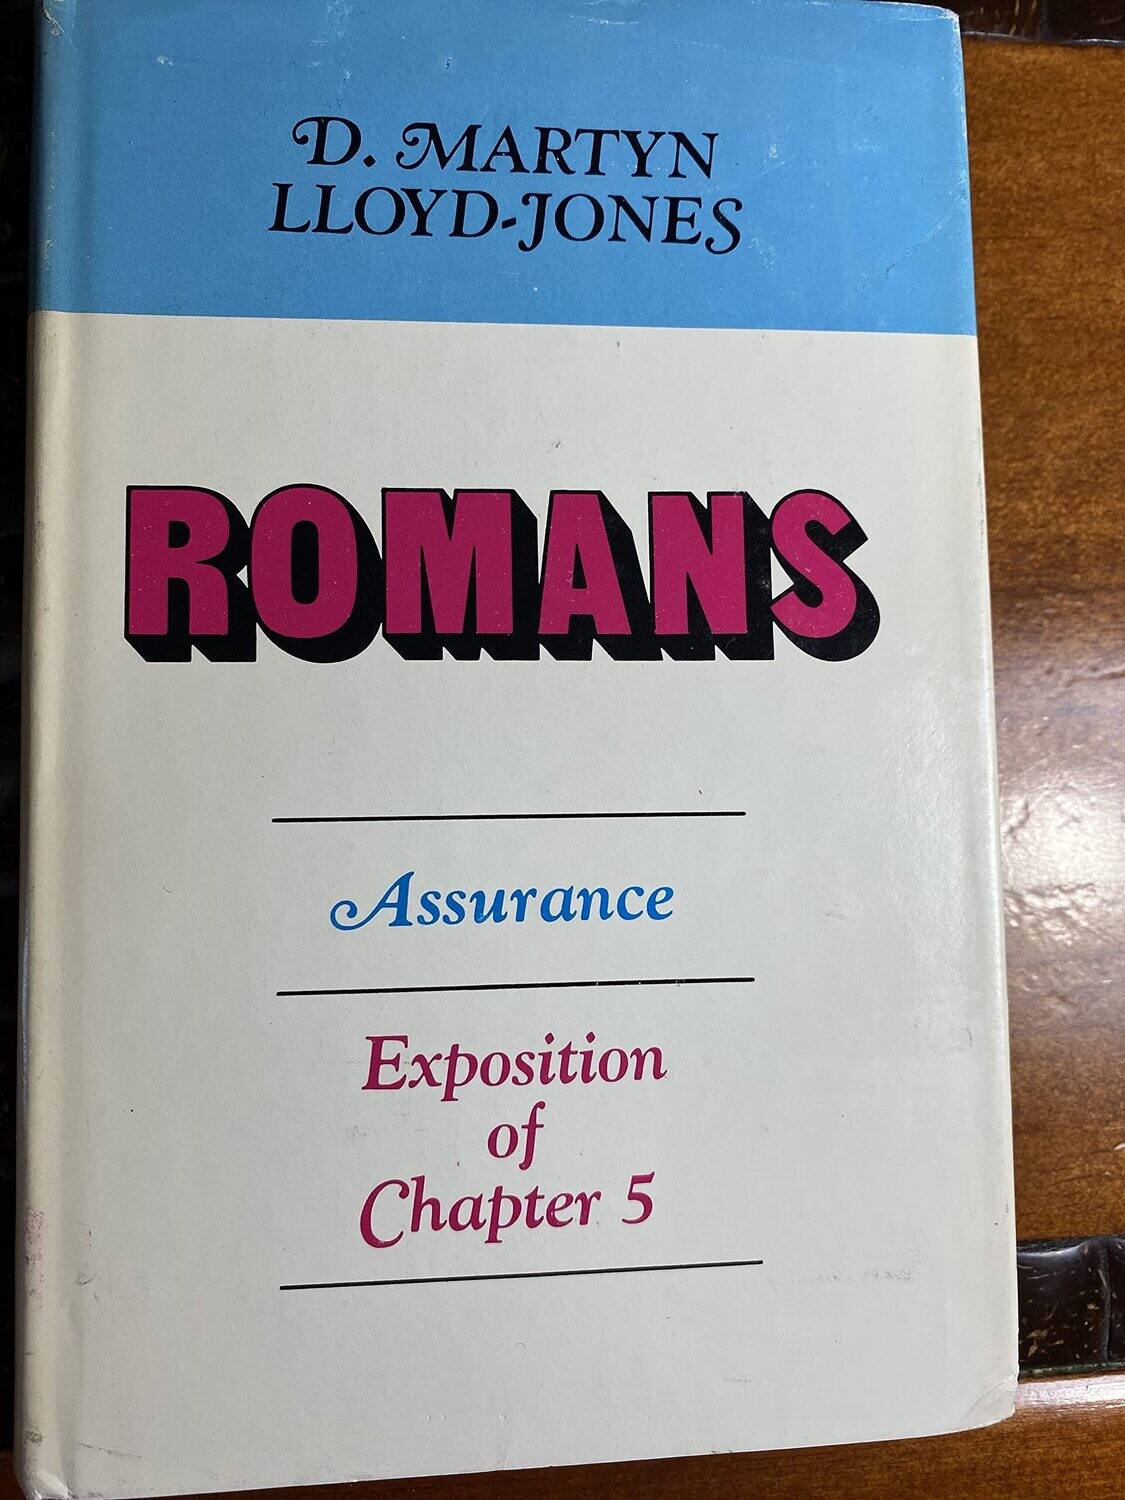 D. MARTYN
LLOYD-JONES
ROMANS
Assurance
Exposition
of
Chapter 5